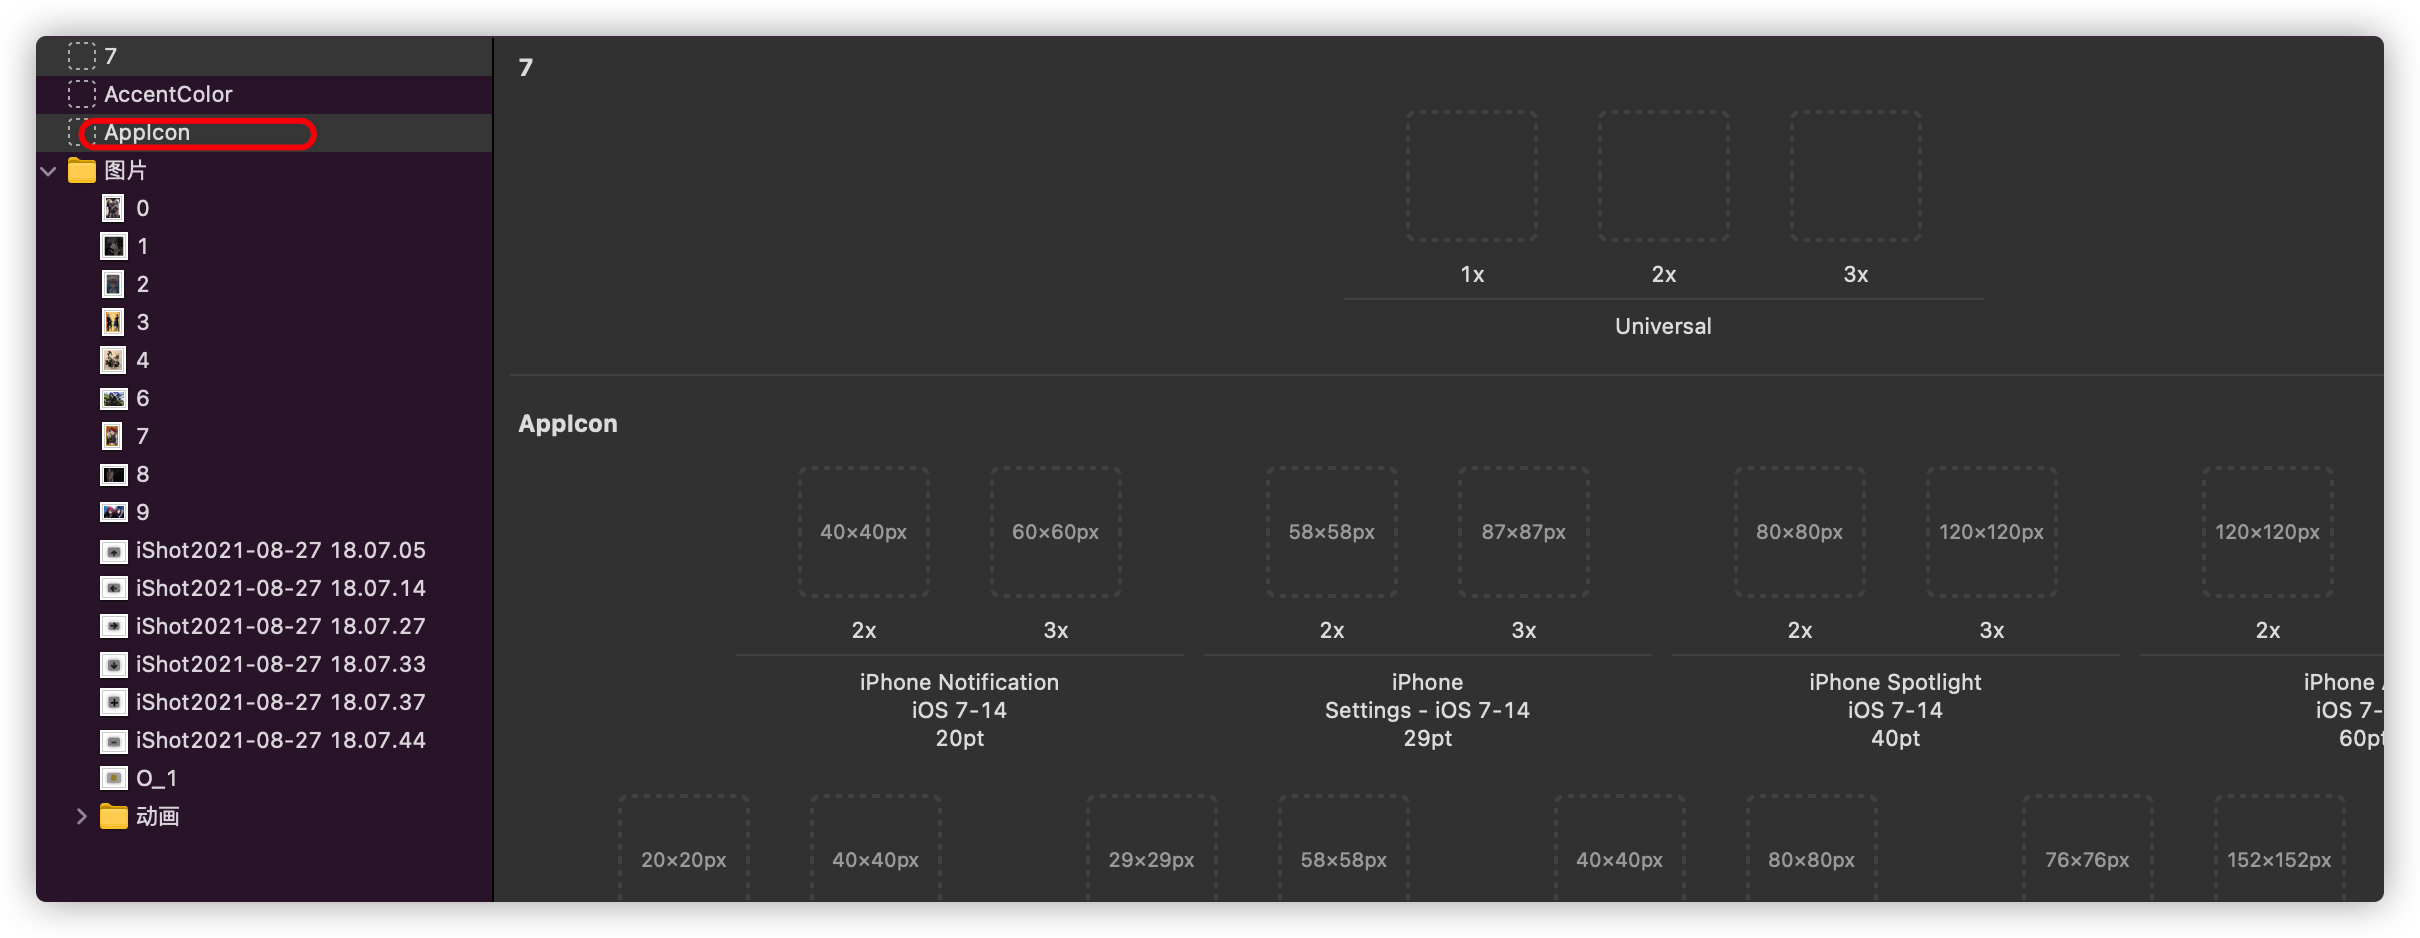 7
AccentColor
AppIcon
图片
0
1
2
3
4
6
7
8
9
iShot2021-08-27 18.07.05
iShot2021-08-27 18.07.14
iShot2021-08-27 18.07.27
iShot2021-08-27 18.07.33
iShot2021-08-27 18.07.37
iShot2021-08-27 18.07.44
O_1
动画
7
1x 2x 3x
Universal
AppIcon
40×40px 60×60px 58×58px 87×87px 80×80px 120×120px 120×120px
2x 3x 2x 3x 2x 3x 2x
iPhone Notification
iOS 7-14
20pt
iPhone
Settings - iOS 7-14
29pt
iPhone Spotlight
iOS 7-14
40pt
iPhone
iOS 7-
60pt
20×20px 40×40px 29×29px 58×58px 40×40px 80×80px 76×76px 152×152px